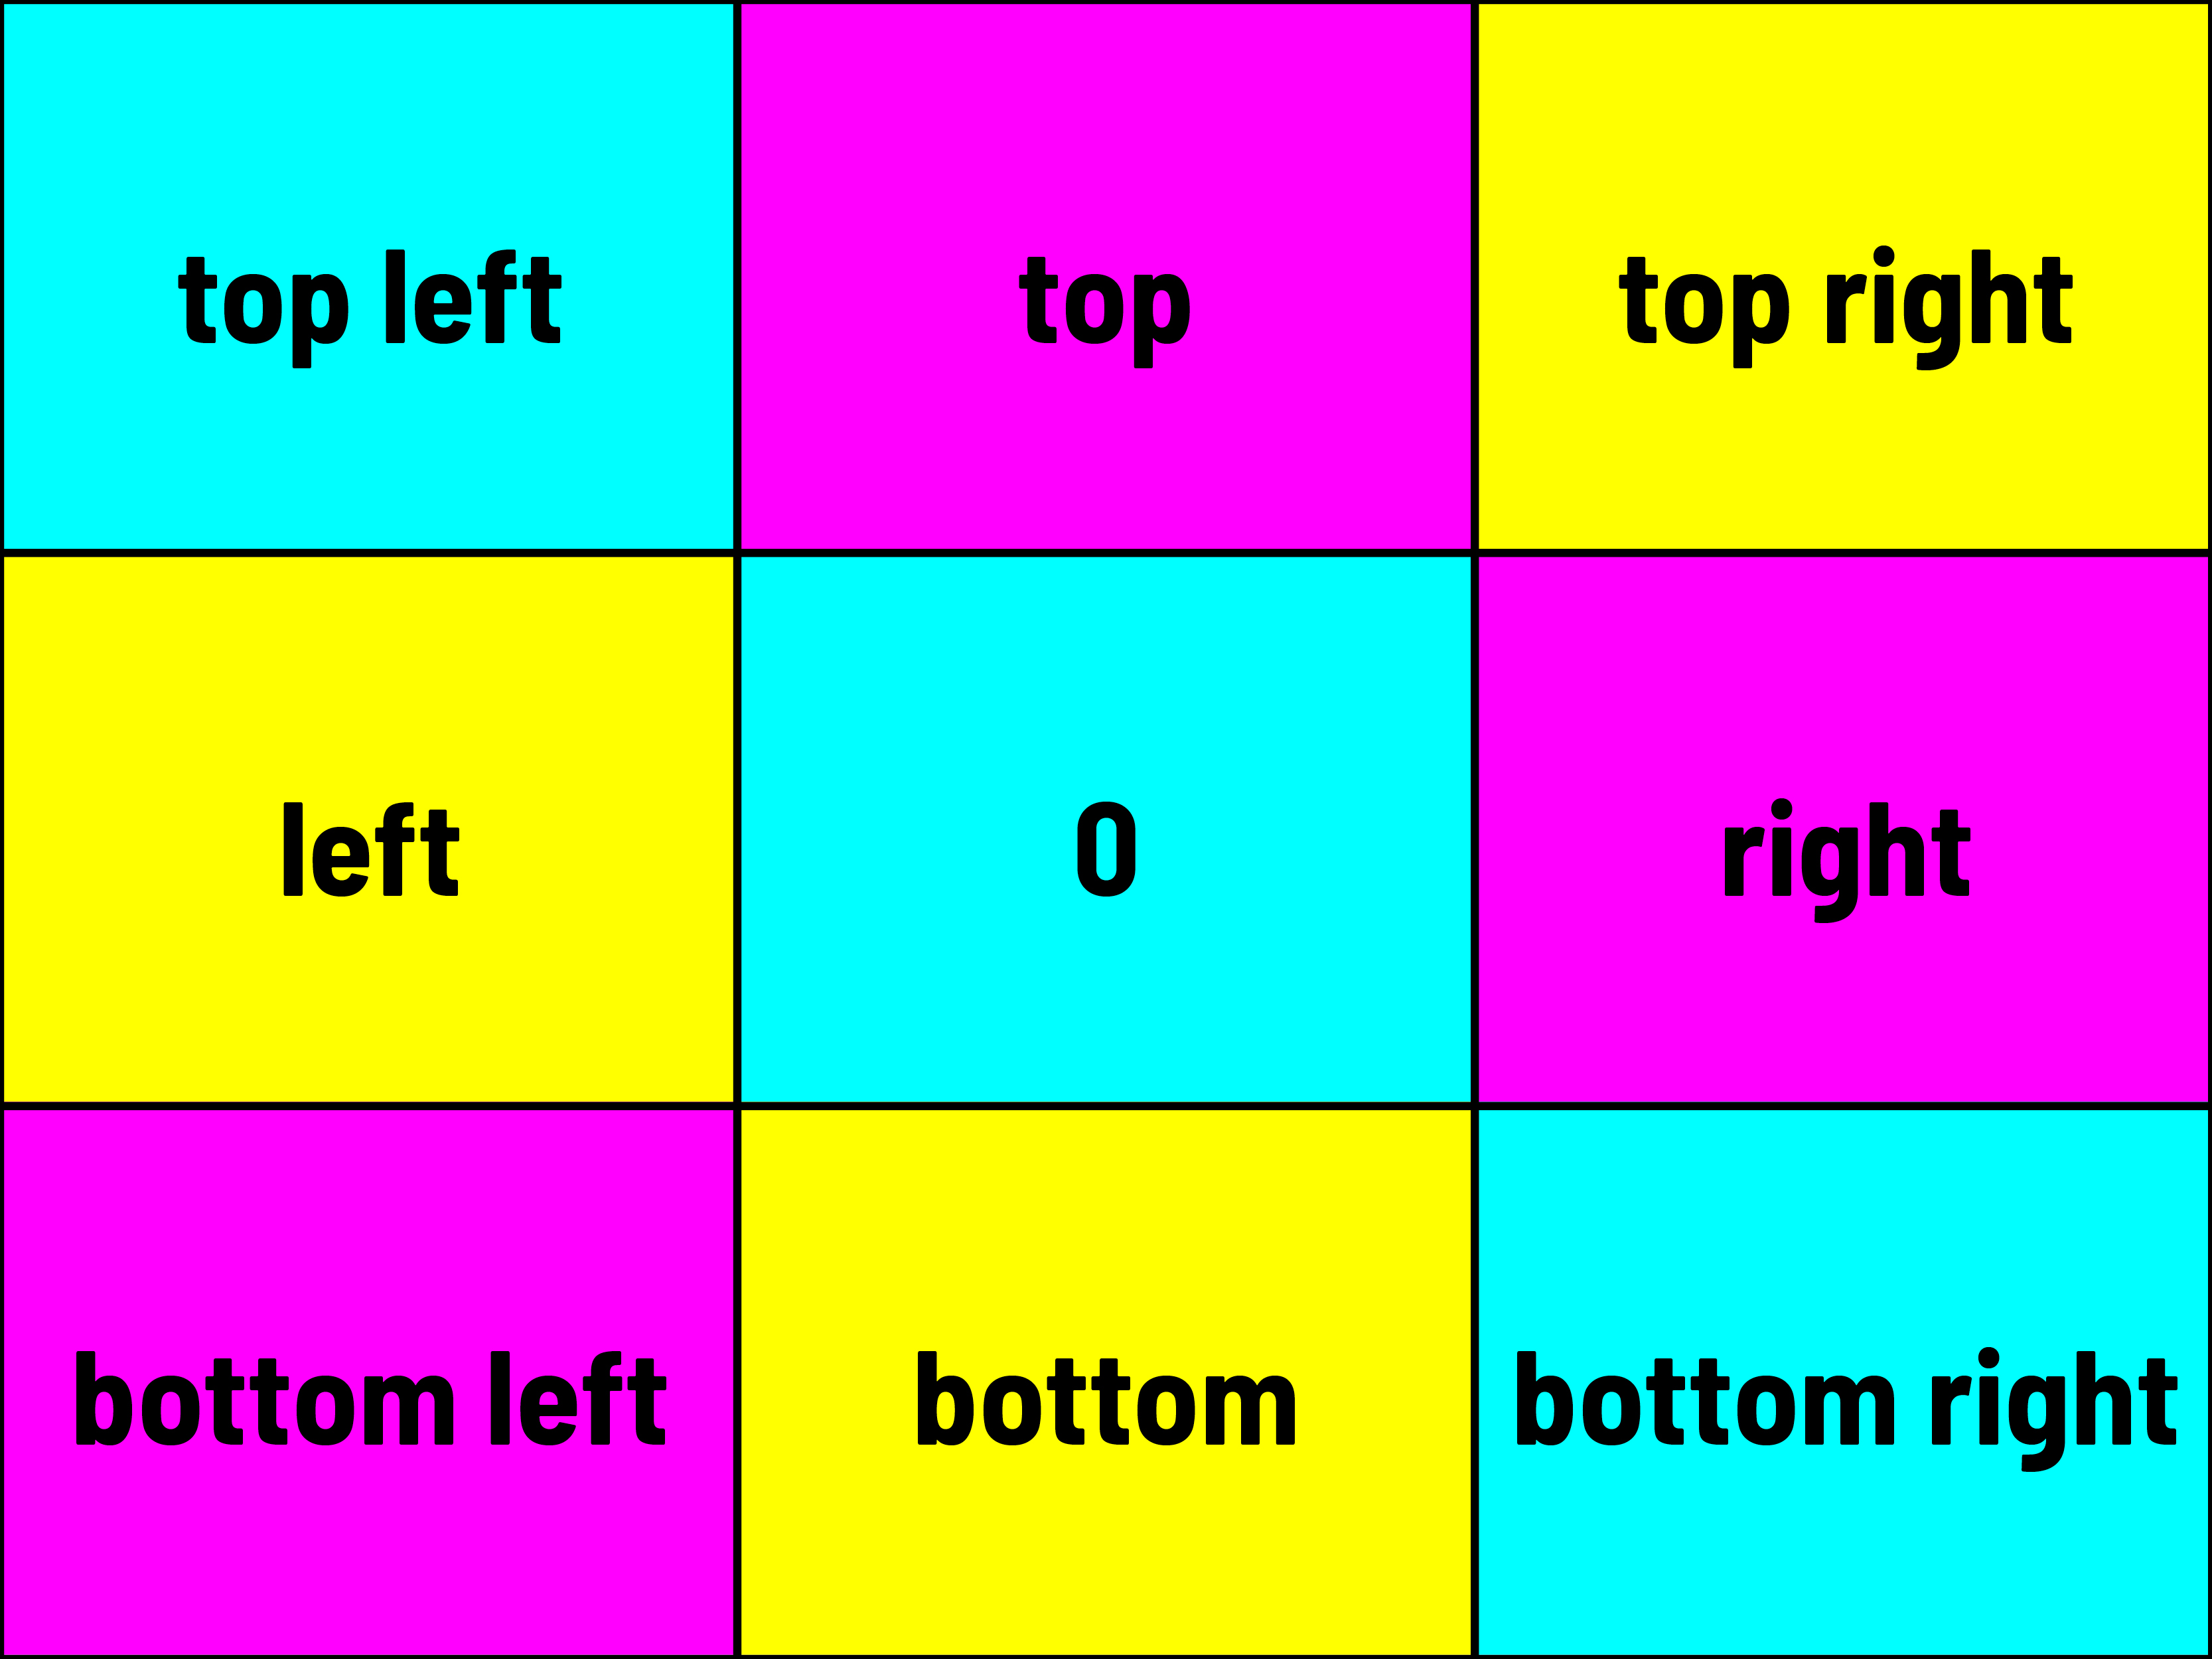 top left
top
top right
left
0
right
bottom left
bottom
bottom right